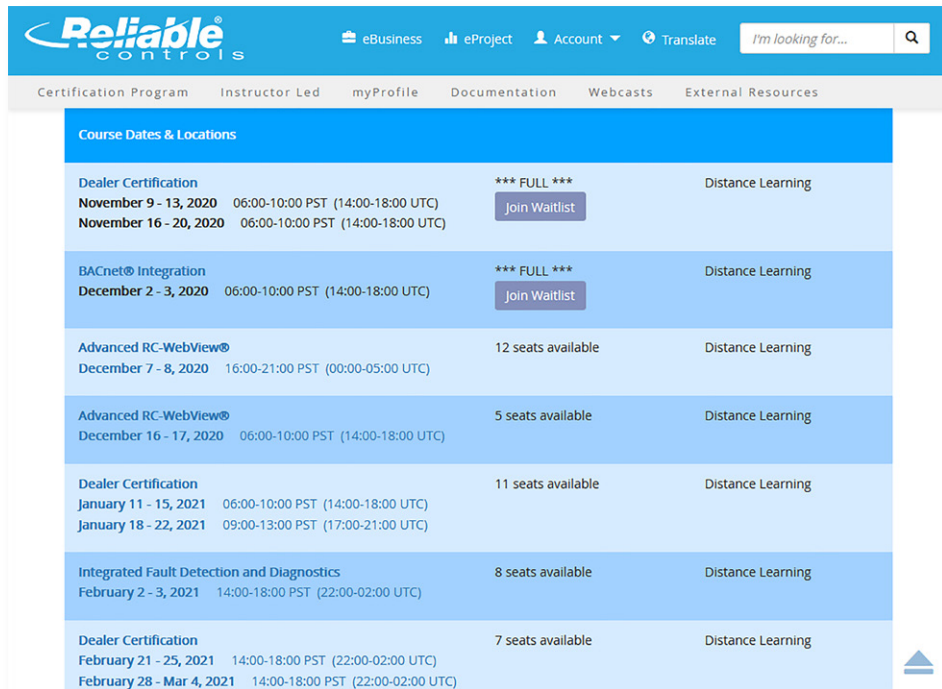 Reliable®
controls
eBusiness eProject Account Translate I'm looking for...
Certification Program Instructor Led myProfile Documentation Webcasts External Resources
Course Dates & Locations
Dealer Certification *** FULL *** Distance Learning
November 9 - 13, 2020 06:00-10:00 PST (14:00-18:00 UTC) Join Waitlist
November 16 - 20, 2020 06:00-10:00 PST (14:00-18:00 UTC)
BACnet® Integration *** FULL *** Distance Learning
December 2 - 3, 2020 06:00-10:00 PST (14:00-18:00 UTC) Join Waitlist
Advanced RC-WebView® 12 seats available Distance Learning
December 7 - 8, 2020 16:00-21:00 PST (00:00-05:00 UTC)
Advanced RC-WebView® 5 seats available Distance Learning
December 16 - 17, 2020 06:00-10:00 PST (14:00-18:00 UTC)
Dealer Certification 11 seats available Distance Learning
January 11 - 15, 2021 06:00-10:00 PST (14:00-18:00 UTC)
January 18 - 22, 2021 09:00-13:00 PST (17:00-21:00 UTC)
Integrated Fault Detection and Diagnostics 8 seats available Distance Learning
February 2 - 3, 2021 14:00-18:00 PST (22:00-02:00 UTC)
Dealer Certification 7 seats available Distance Learning
February 21 - 25, 2021 14:00-18:00 PST (22:00-02:00 UTC)
February 28 - Mar 4, 2021 14:00-18:00 PST (22:00-02:00 UTC)